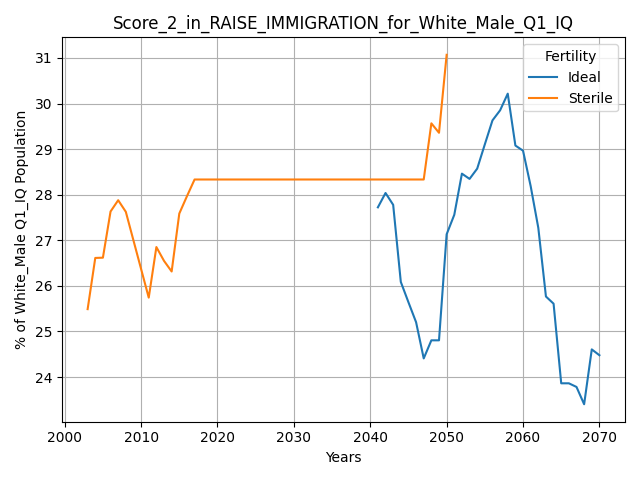 Score_2_in_RAISE_IMMIGRATION_for_White_Male_Q1_IQ
Fertility
Ideal
Sterile
% of White_Male Q1_IQ Population
31
30
29
28
27
26
25
24
2000
2010
2020
2030
2040
2050
2060
2070
Years